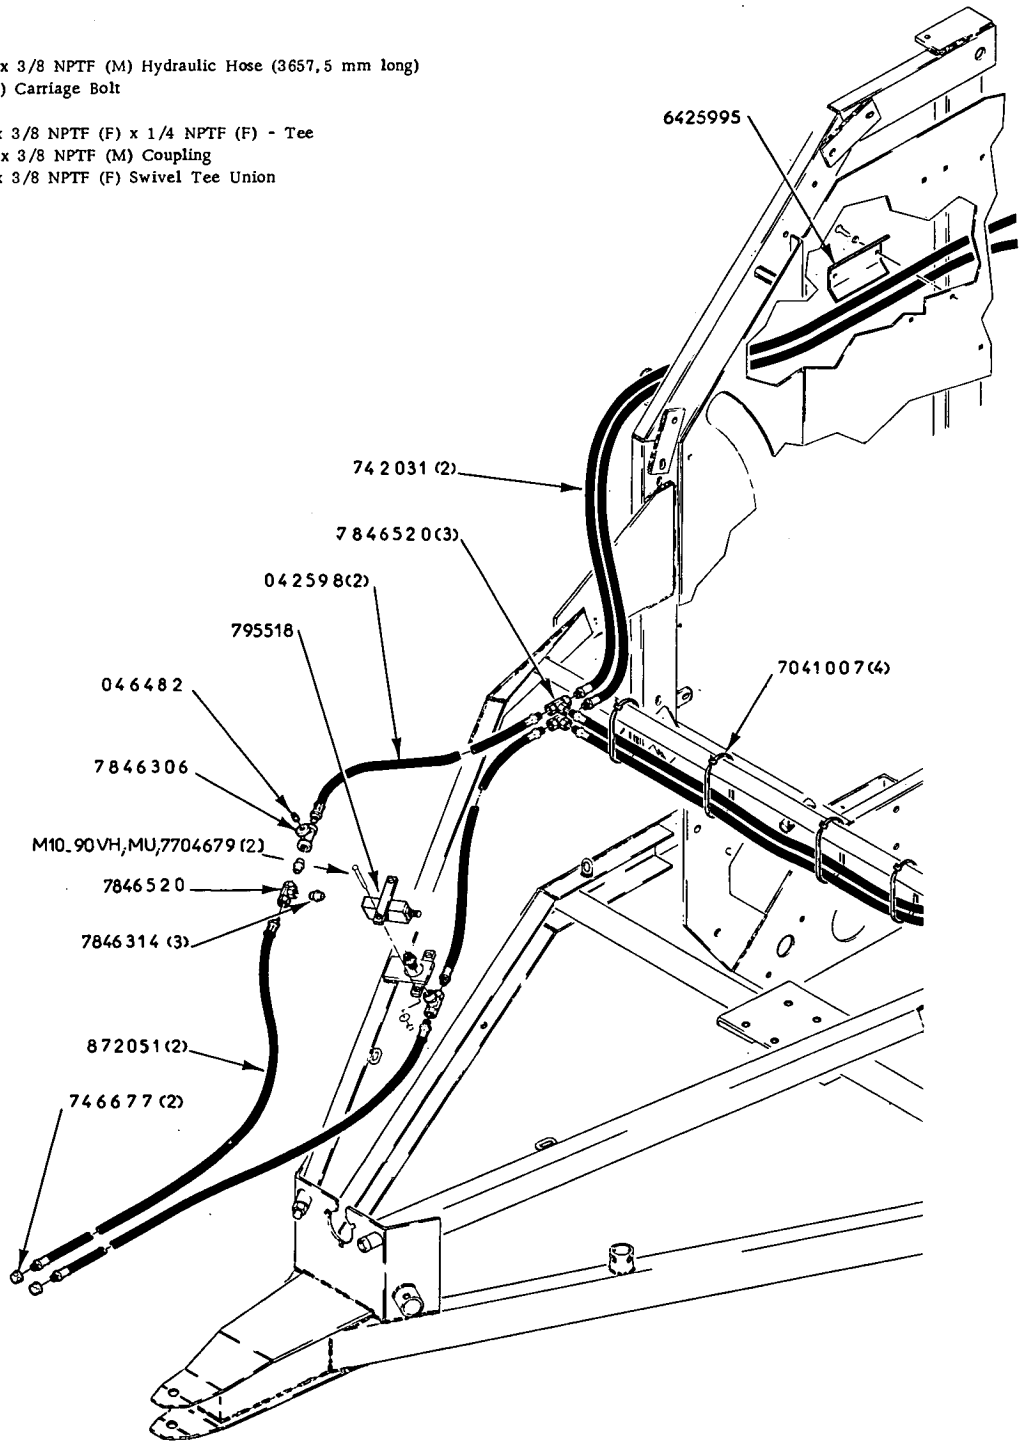 x 3/8 NPTF (M) Hydraulic Hose (3657,5 mm long)
) Carriage Bolt
x 3/8 NPTF (F) x 1/4 NPTF (F) - Tee
x 3/8 NPTF (M) Coupling
x 3/8 NPTF (F) Swivel Tee Union
6425995
742031 (2)
7846520(3)
042598(2)
795518
7041007(4)
046482
7846306
M10-90VH,MU,7704679 (2)
7846520
7846314 (3)
872051(2)
746677(2)